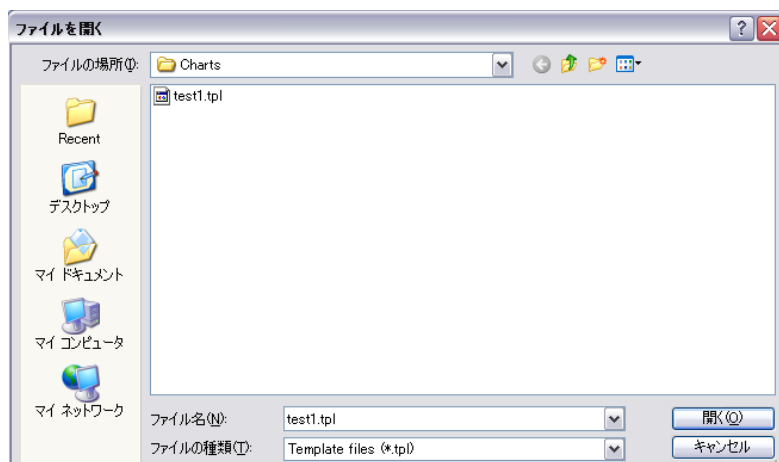 ファイルを開く
ファイルの場所(I):
Charts
test1.tpl
Recent
デスクトップ
マイ ドキュメント
マイ コンピュータ
マイ ネットワーク
ファイル名(N):
test1.tpl
開く(O)
ファイルの種類(T):
Template files (*.tpl)
キャンセル